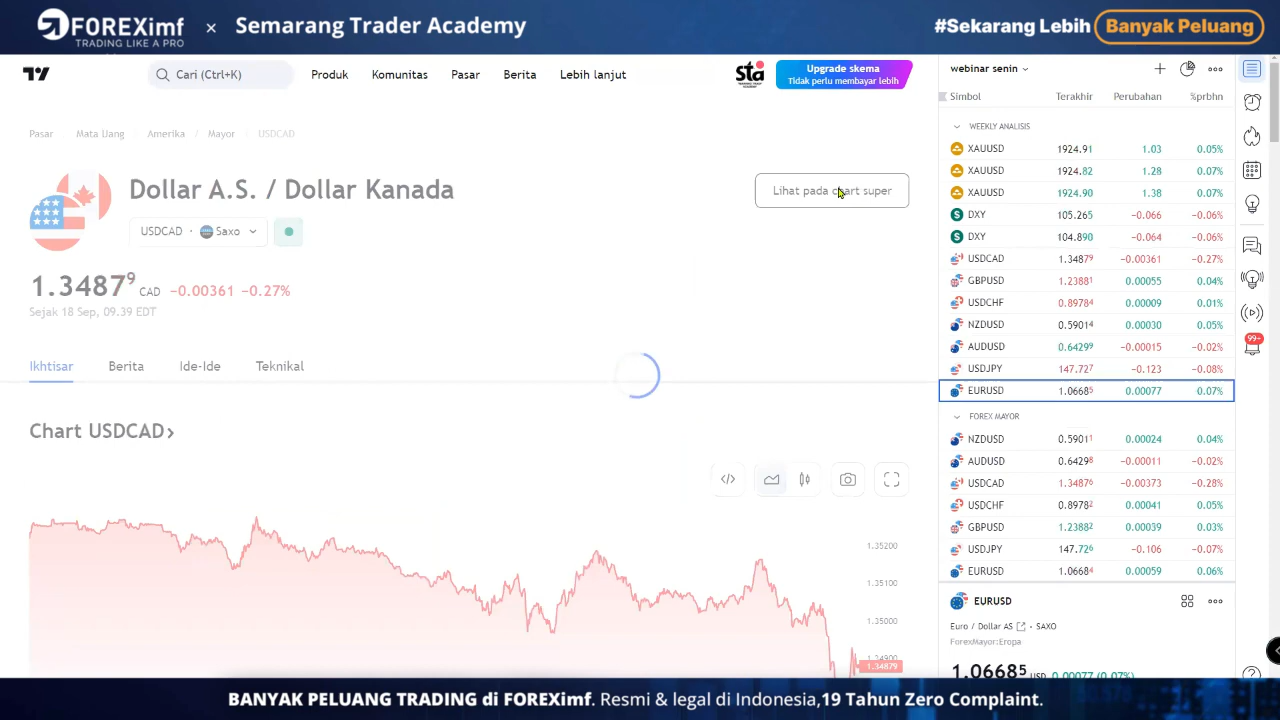 FOREXimf
TRADING LIKE A PRO
×
Semarang Trader Academy
#Sekarang Lebih
Banyak Peluang
Cari (Ctrl+K)
Produk
Komunitas
Pasar
Berita
Lebih lanjut
sta
Upgrade skema
Tidak perlu membayar lebih
Pasar
Mata Uang
Amerika
Mayor
USDCAD
Dollar A.S. / Dollar Kanada
USDCAD · Saxo
Lihat pada chart super
1.34879 CAD −0.00361 −0.27%
Sejak 18 Sep, 09.39 EDT
Ikhtisar
Berita
Ide-Ide
Teknikal
Chart USDCAD›
1.35200
1.35100
1.35000
1.34900
1.34879
webinar senin
Simbol Terakhir Perubahan %prbhn
WEEKLY ANALYSIS
XAUUSD 1924.91 1.03 0.05%
XAUUSD 1924.82 1.28 0.07%
XAUUSD 1924.90 1.38 0.07%
DXY 105.265 −0.066 −0.06%
DXY 104.890 −0.064 −0.06%
USDCAD 1.34879 −0.00361 −0.27%
GBPUSD 1.23881 0.00055 0.04%
USDCHF 0.89784 0.00009 0.01%
NZDUSD 0.59014 0.00030 0.05%
AUDUSD 0.64299 −0.00015 −0.02%
USDJPY 147.727 −0.123 −0.08%
EURUSD 1.06685 0.00077 0.07%
FOREX MAYOR
NZDUSD 0.59011 0.00024 0.04%
AUDUSD 0.64298 −0.00011 −0.02%
USDCAD 1.34876 −0.00373 −0.28%
USDCHF 0.89782 0.00041 0.05%
GBPUSD 1.23882 0.00039 0.03%
USDJPY 147.726 −0.106 −0.07%
EURUSD 1.06684 0.00059 0.06%
EURUSD
Euro / Dollar AS · SAXO
ForexMayor:Eropa
1.06685 0.00077 (0.07%)
99+
BANYAK PELUANG TRADING di FOREXimf. Resmi & legal di Indonesia,19 Tahun Zero Complaint.